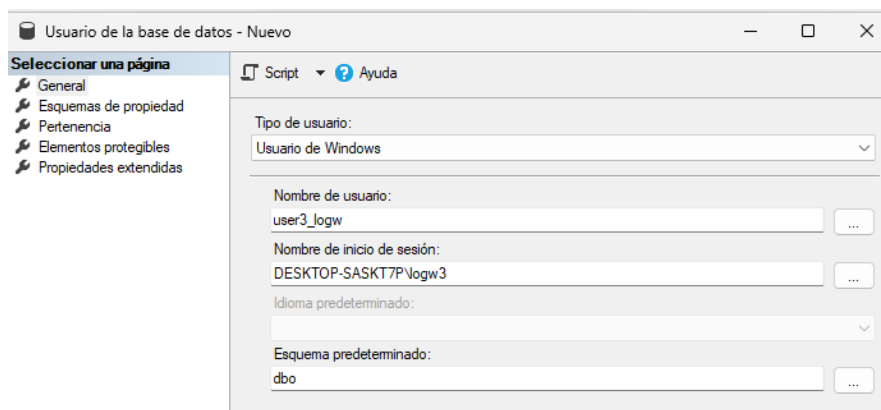 Usuario de la base de datos - Nuevo
Seleccionar una página
General
Esquemas de propiedad
Pertenencia
Elementos protegibles
Propiedades extendidas
Script Ayuda
Tipo de usuario:
Usuario de Windows
Nombre de usuario:
user3_logw
...
Nombre de inicio de sesión:
DESKTOP-SASKT7P\logw3
...
Idioma predeterminado:
Esquema predeterminado:
dbo
...